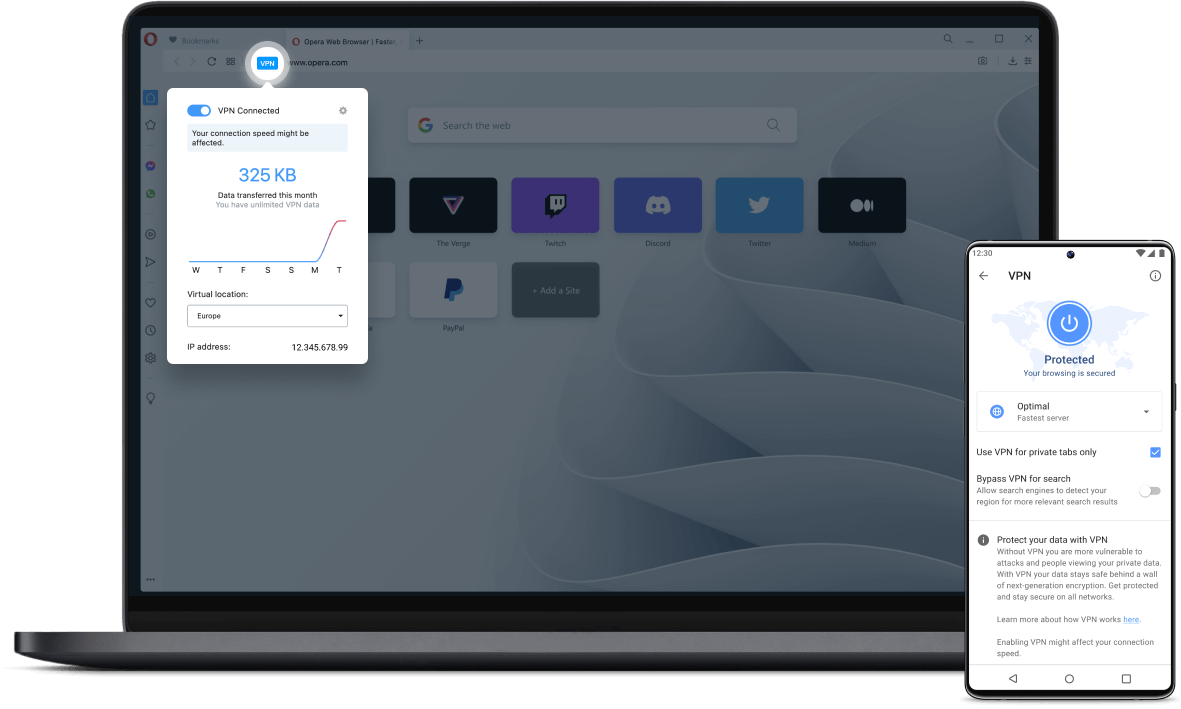 Bookmarks
Opera Web Browser | Faster,
VPN
www.opera.com
VPN Connected
Your connection speed might be
affected.
325 KB
Data transferred this month
You have unlimited VPN data
W T F S S M T
Virtual location:
Europe
IP address: 12.345.678.99
Search the web
The Verge
Twitch
Discord
Twitter
Medium
PayPal
+ Add a Site
12:30
VPN
Protected
Your browsing is secured
Optimal
Fastest server
Use VPN for private tabs only
Bypass VPN for search
Allow search engines to detect your
region for more relevant search results
Protect your data with VPN
Without VPN you are more vulnerable to
attacks and people viewing your private data.
With VPN your data stays safe behind a wall
of next-generation encryption. Get protected
and stay secure on all networks.
Learn more about how VPN works here.
Enabling VPN might affect your connection
speed.